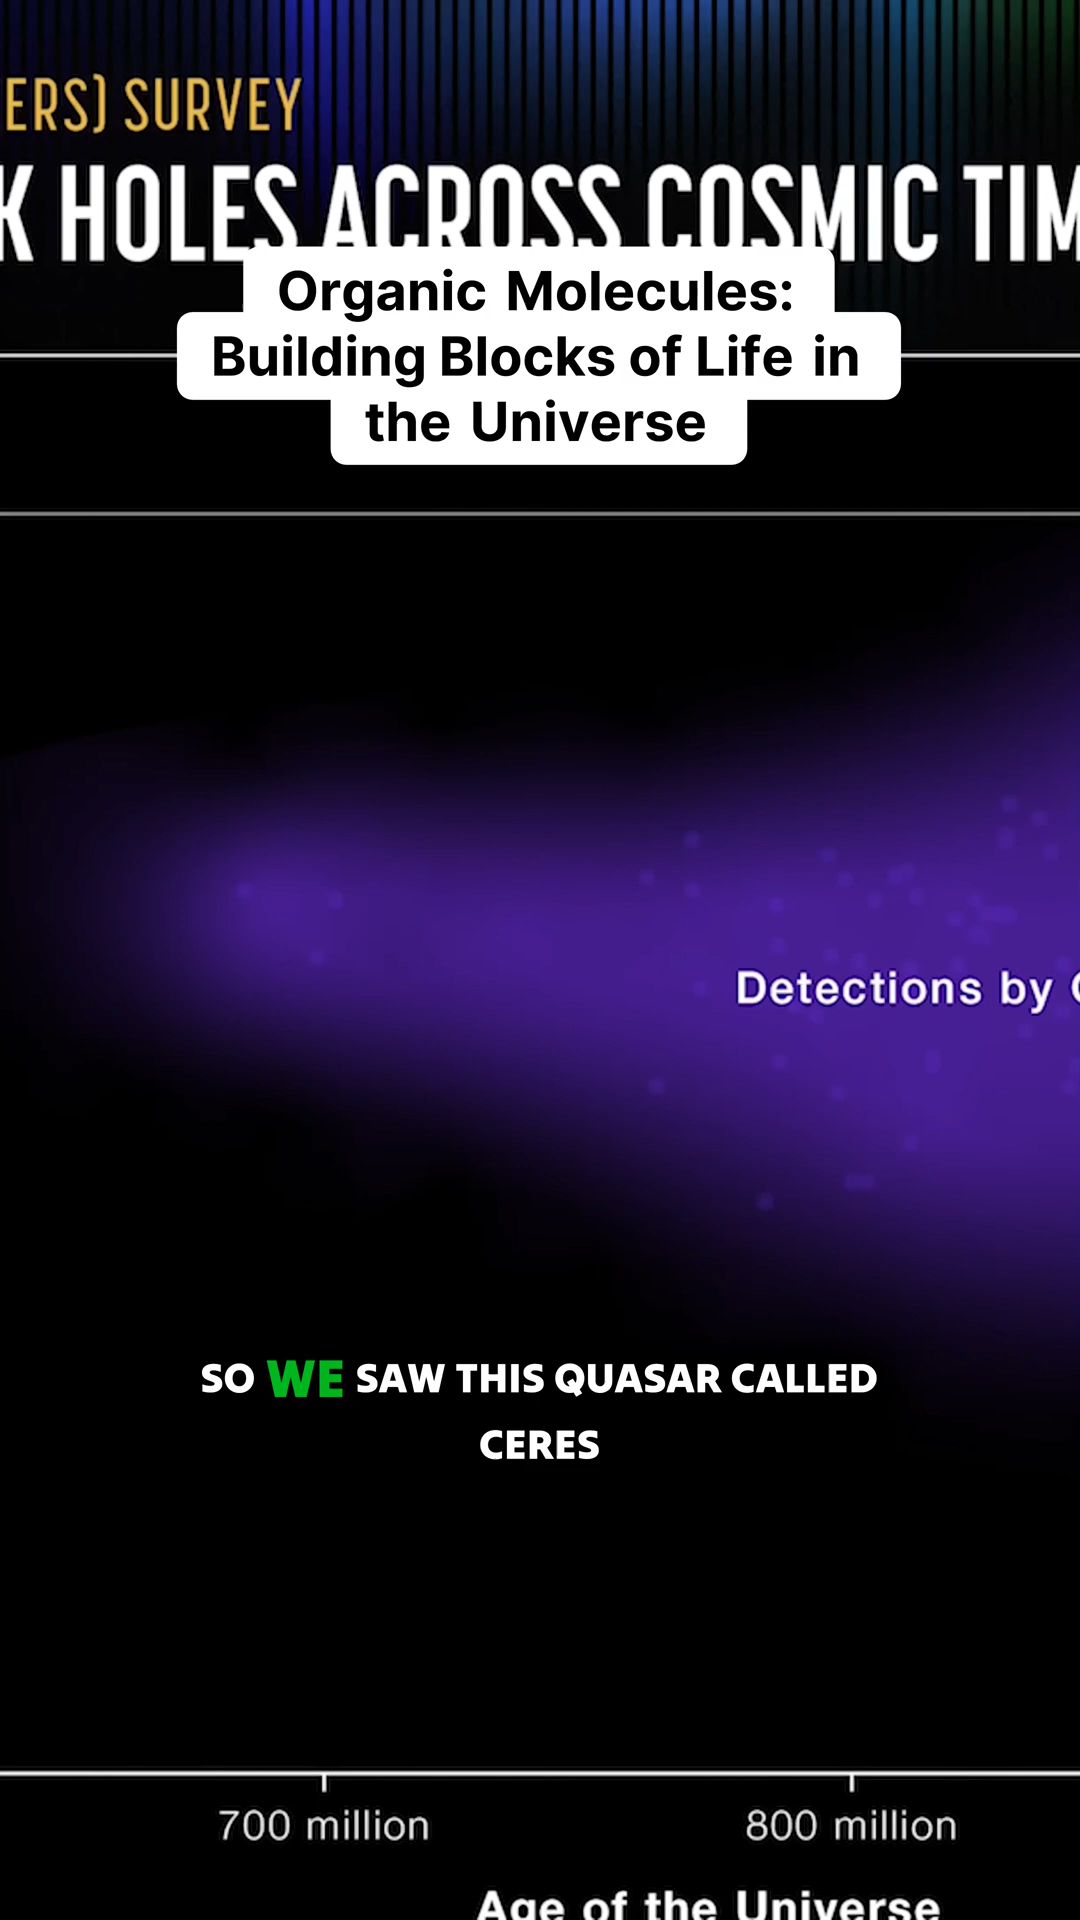 ERS) SURVEY
K HOLES ACROSS COSMIC TIM
Organic Molecules:
Building Blocks of Life in
the Universe
Detections by
SO WE SAW THIS QUASAR CALLED
CERES
700 million 800 million
Age of the Universe